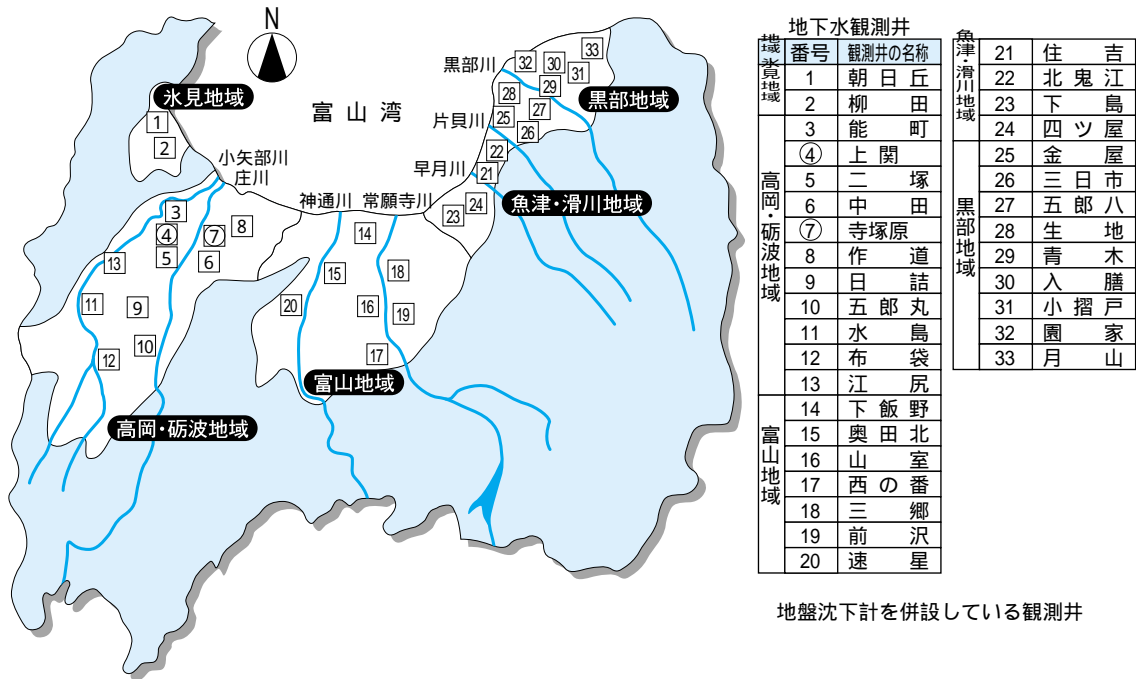 N
氷見地域
富山湾
黒部川
黒部地域
片貝川
早月川
魚津・滑川地域
小矢部川
庄川
神通川
常願寺川
富山地域
高岡・砺波地域
1
2
3
④
5
6
⑦
8
9
10
11
12
13
14
15
16
17
18
19
20
21
22
23
24
25
26
27
28
29
30
31
32
33
地下水観測井
地域 番号 観測井の名称
氷見地域
1 朝日丘
2 柳田
高岡・砺波地域
3 能町
④ 上関
5 二塚
6 中田
⑦ 寺塚原
8 作道
9 日詰
10 五郎丸
11 水島
12 布袋
13 江尻
富山地域
14 下飯野
15 奥田北
16 山室
17 西の番
18 三郷
19 前沢
20 速星
魚津・滑川地域
21 住吉
22 北鬼江
23 下島
24 四ツ屋
黒部地域
25 金屋
26 三日市
27 五郎八
28 生地
29 青木
30 入膳
31 小摺戸
32 園家
33 月山
地盤沈下計を併設している観測井